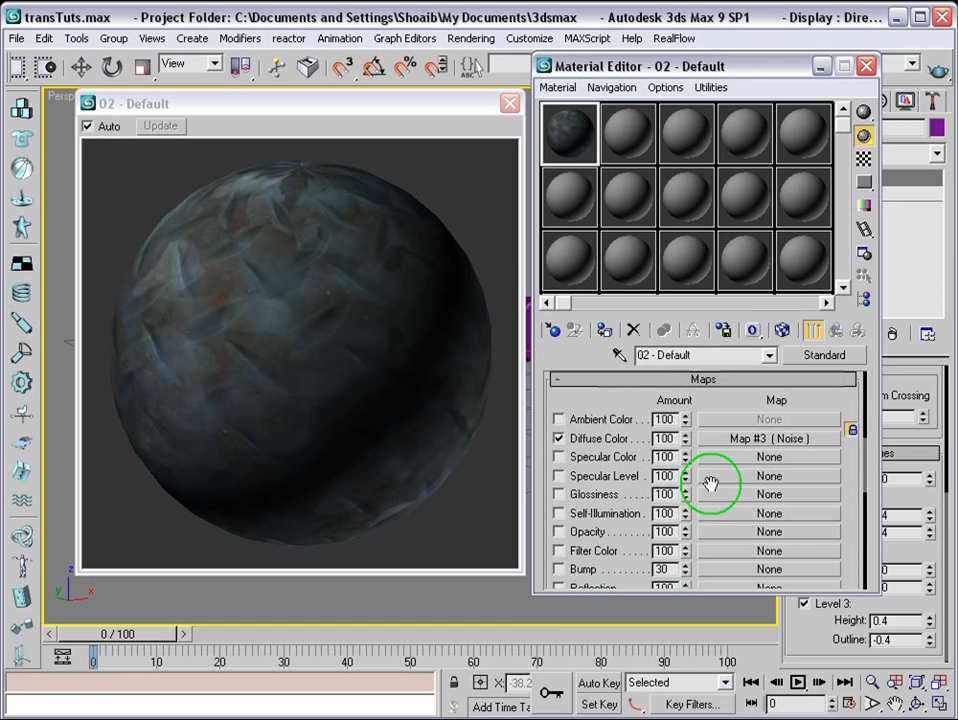 transTuts.max - Project Folder: C:\Documents and Settings\Shoaib\My Documents\3dsmax - Autodesk 3ds Max 9 SP1 - Display : Dire...
File Edit Tools Group Views Create Modifiers reactor Animation Graph Editors Rendering Customize MAXScript Help RealFlow
View
Material Editor - 02 - Default
Material Navigation Options Utilities
02 - Default
Auto Update
02 - Default Standard
- Maps
Amount Map
Ambient Color . . . 100 None
Diffuse Color . . . 100 Map #3 ( Noise )
Specular Color . . 100 None
Specular Level . 100 None
Glossiness . . . . . 100 None
Self-Illumination . 100 None
Opacity . . . . . . . 100 None
Filter Color . . . . . 100 None
Bump . . . . . . . . . 30 None
Reflection 100 None
Crossing
Level 3:
Height: 0.4
Outline: -0.4
z
y x
< 0 / 100 >
0 10 20 30 40 50 60 70 80 90 100
X: -38.2
Auto Key Selected
Add Time Ta
Set Key Key Filters... 0